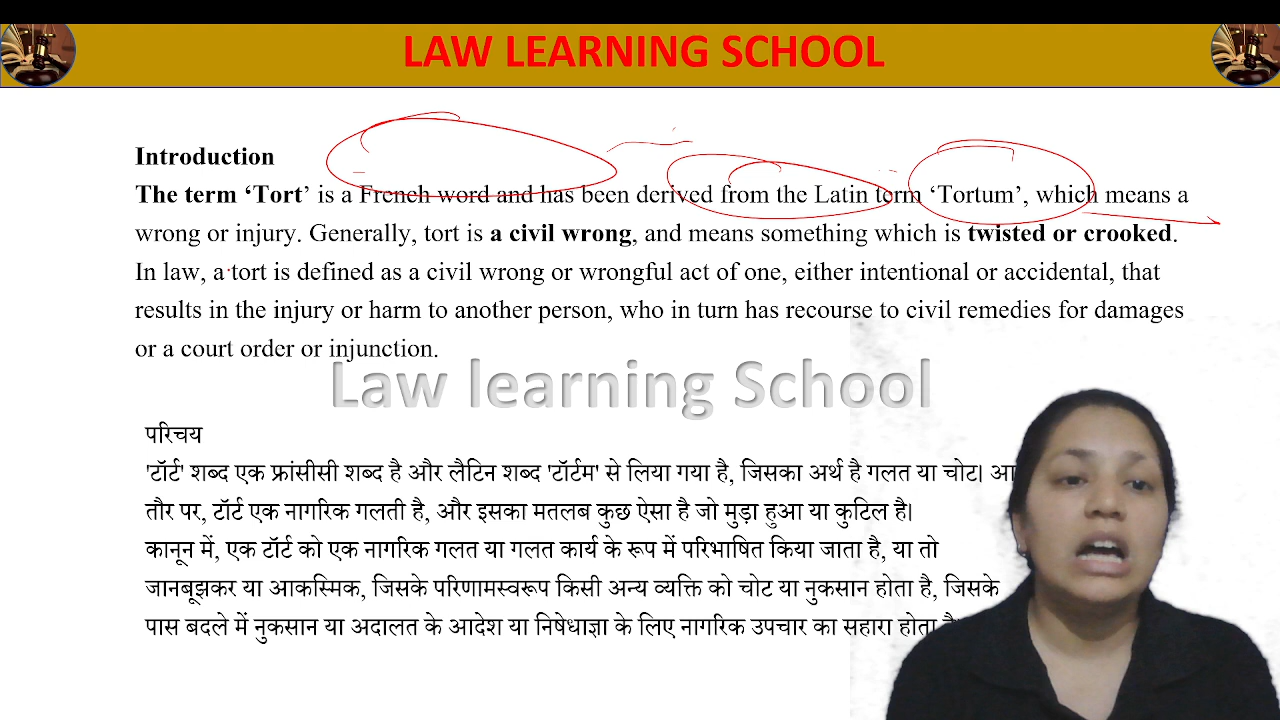 LAW LEARNING SCHOOL
Introduction
The term ‘Tort’ is a French word and has been derived from the Latin term ‘Tortum’, which means a
wrong or injury. Generally, tort is a civil wrong, and means something which is twisted or crooked.
In law, a tort is defined as a civil wrong or wrongful act of one, either intentional or accidental, that
results in the injury or harm to another person, who in turn has recourse to civil remedies for damages
or a court order or injunction.
Law learning School
परिचय
'टॉर्ट' शब्द एक फ्रांसीसी शब्द है और लैटिन शब्द 'टॉर्टम' से लिया गया है, जिसका अर्थ है गलत या चोट।
तौर पर, टॉर्ट एक नागरिक गलती है, और इसका मतलब कुछ ऐसा है जो मुड़ा हुआ या कुटिल है।
कानून में, एक टॉर्ट को एक नागरिक गलत या गलत कार्य के रूप में परिभाषित किया जाता है, या तो
जानबूझकर या आकस्मिक, जिसके परिणामस्वरूप किसी अन्य व्यक्ति को चोट या नुकसान होता है, जिसके
पास बदले में नुकसान या अदालत के आदेश या निषेधाज्ञा के लिए नागरिक उपचार का सहारा होता